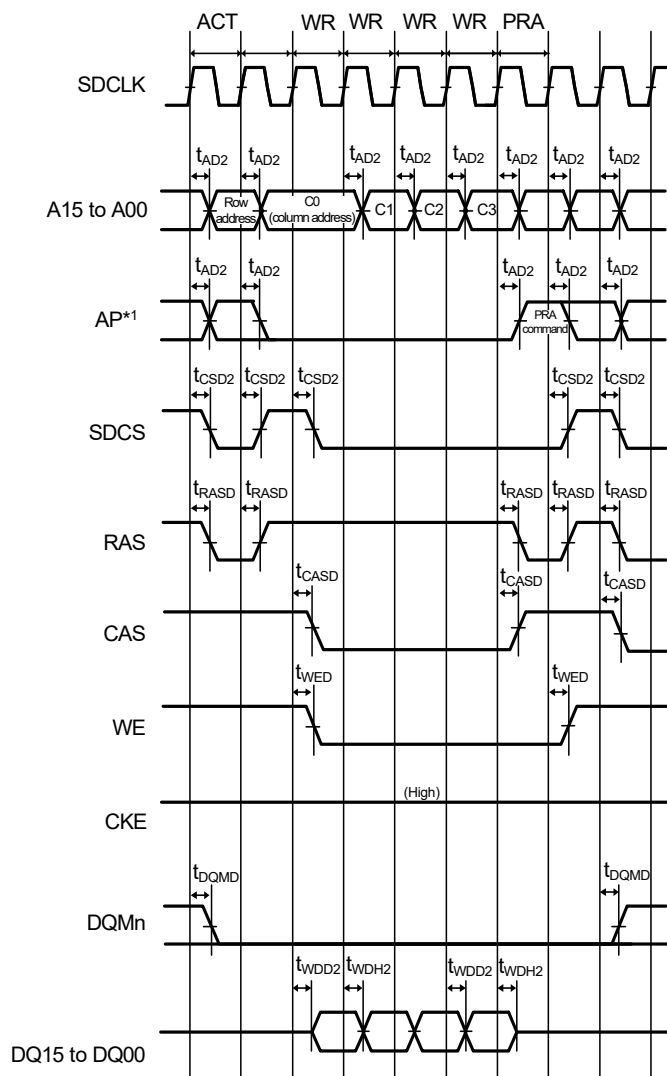 ACT WR WR WR WR PRA
SDCLK
tAD2 tAD2 tAD2 tAD2 tAD2 tAD2 tAD2 tAD2
A15 to A00
Row address
C0 (column address)
C1 C2 C3
tAD2 tAD2 tAD2 tAD2 tAD2
AP*1
PRA command
tCSD2 tCSD2 tCSD2 tCSD2 tCSD2
SDCS
tRASD tRASD tRASD tRASD tRASD
RAS
tCASD tCASD tCASD
CAS
tWED tWED
WE
(High)
CKE
tDQMD tDQMD
DQMn
tWDD2 tWDH2 tWDD2 tWDH2
DQ15 to DQ00